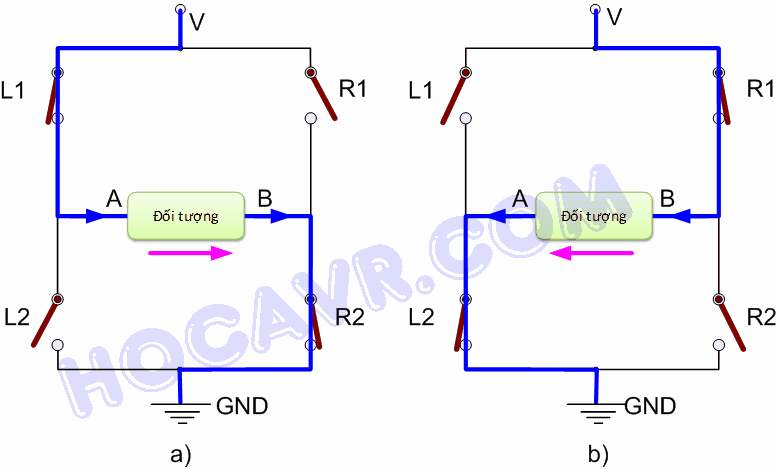 V
L1
R1
A
Đối tượng
B
L2
R2
GND
a)
V
L1
R1
A
Đối tượng
B
L2
R2
GND
b)
HOCAVR.COM